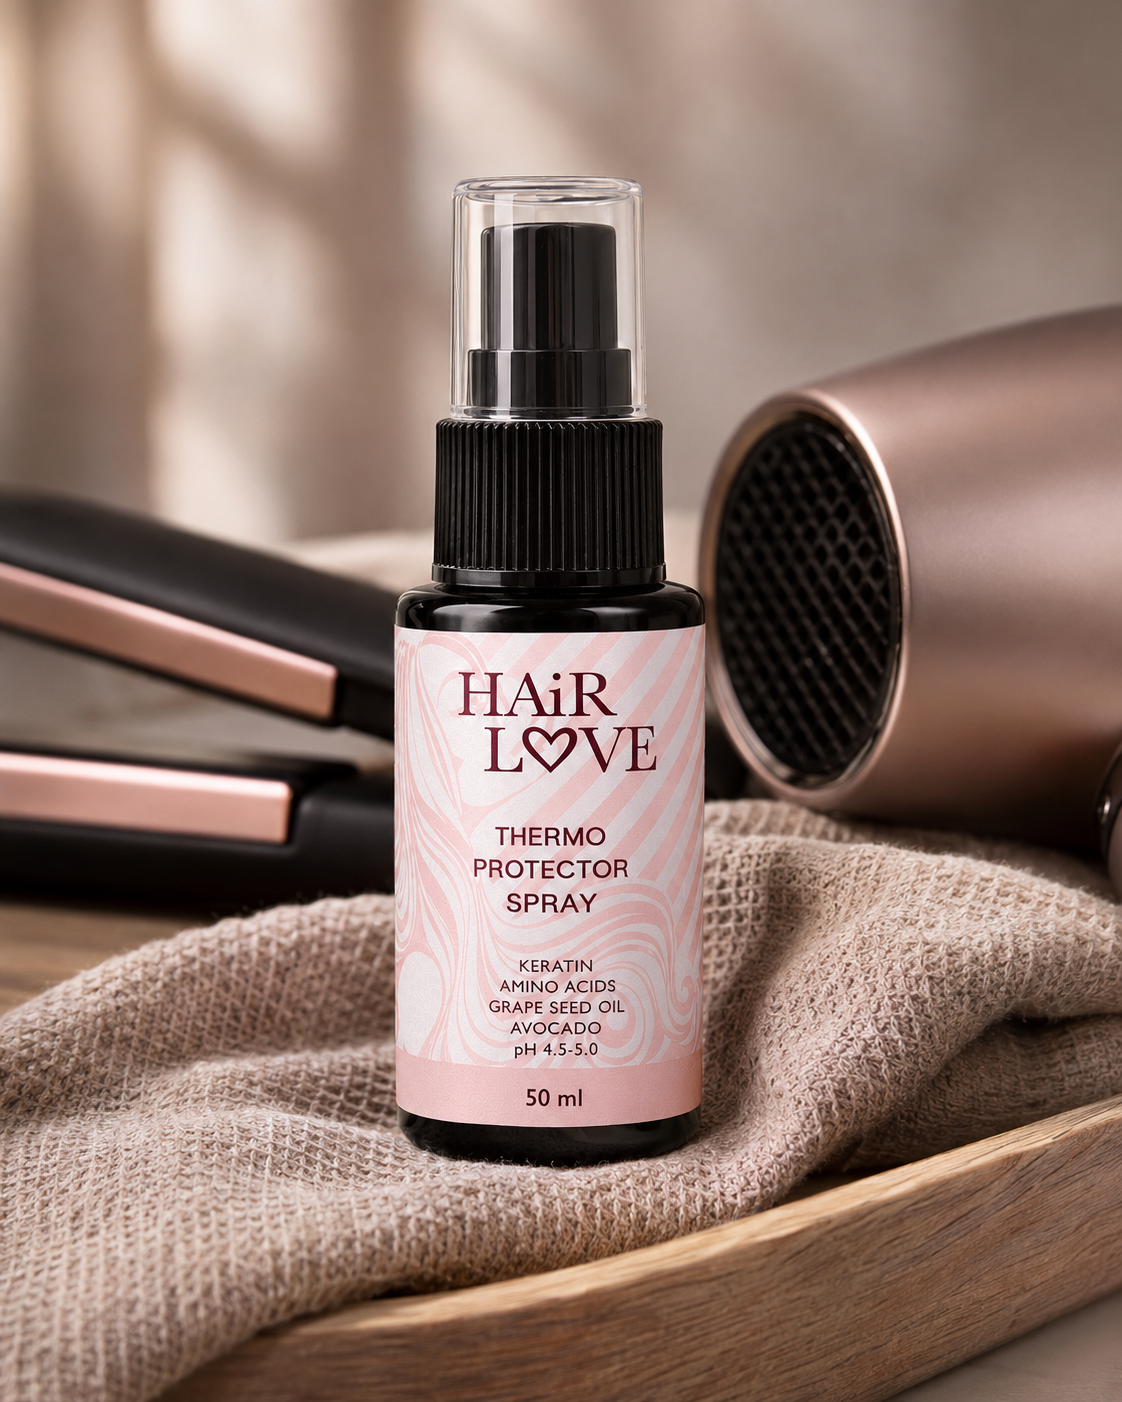 HAiR
LOVE
THERMO
PROTECTOR
SPRAY
KERATIN
AMINO ACIDS
GRAPE SEED OIL
AVOCADO
pH 4.5-5.0
50 ml